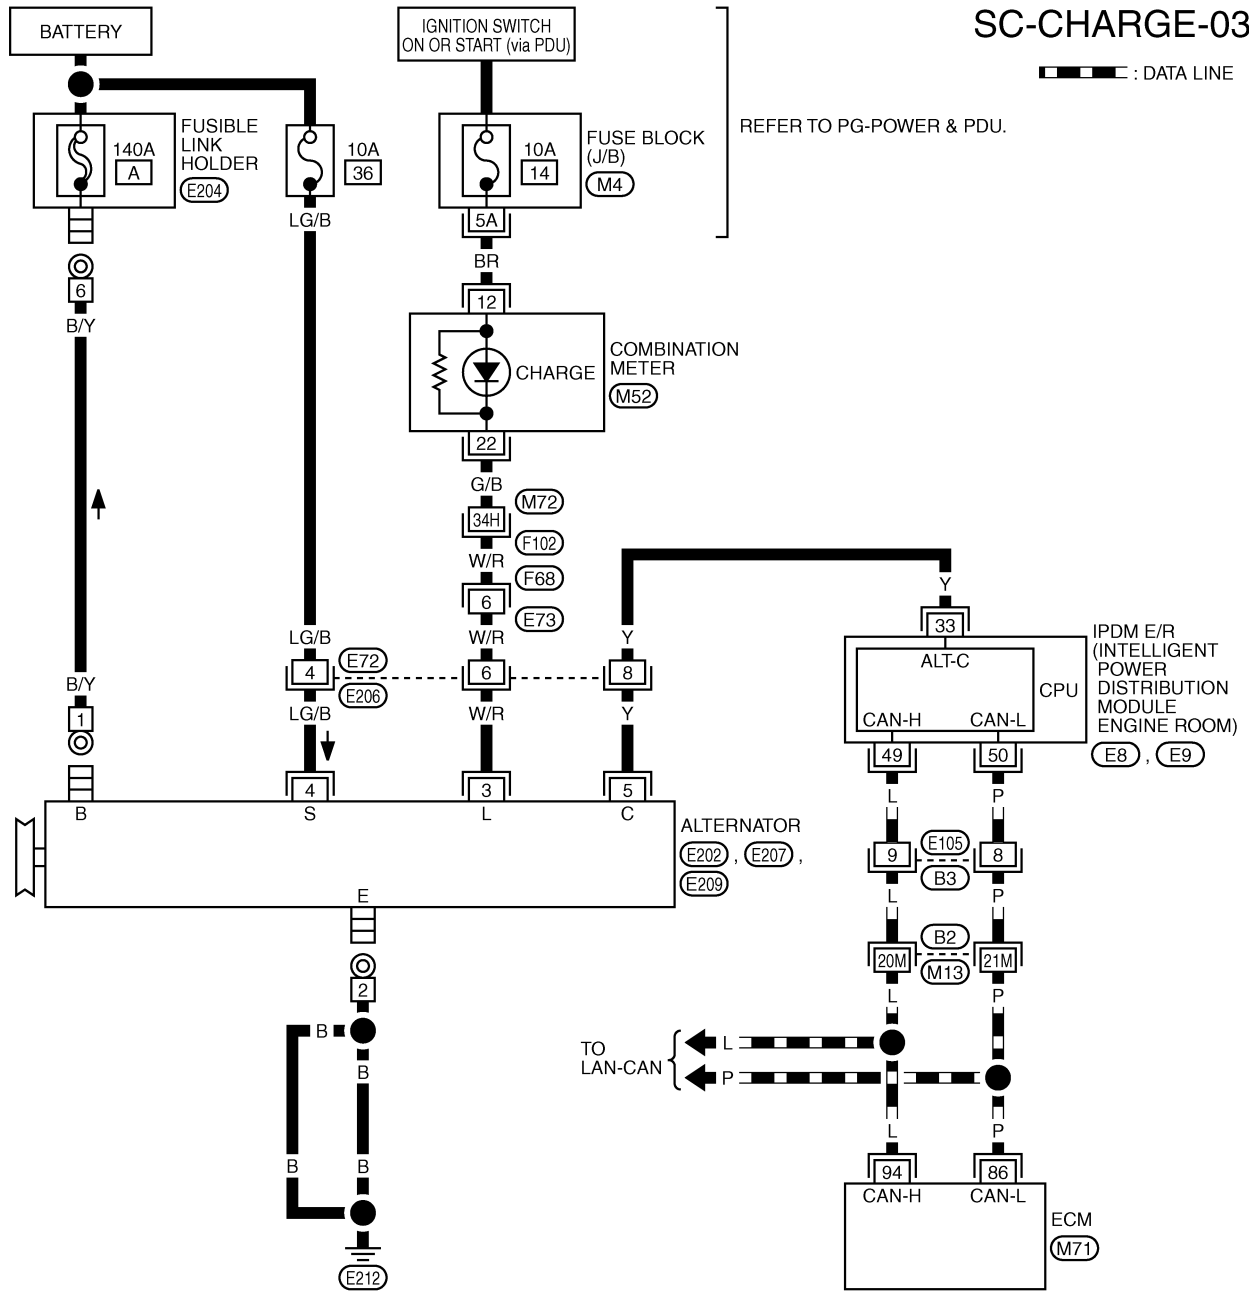 SC-CHARGE-03
: DATA LINE
BATTERY
IGNITION SWITCH
ON OR START (via PDU)
REFER TO PG-POWER & PDU.
140A
A
FUSIBLE
LINK
HOLDER
E204
10A
36
10A
14
FUSE BLOCK
(J/B)
M4
LG/B
5A
BR
6
B/Y
12
CHARGE
COMBINATION
METER
M52
22
G/B
M72
34H
F102
W/R
F68
6
E73
W/R
Y
Y
33
ALT-C
CPU
CAN-H
CAN-L
IPDM E/R
(INTELLIGENT
POWER
DISTRIBUTION
MODULE
ENGINE ROOM)
E8 , E9
LG/B
4
E72
E206
6
8
B/Y
LG/B
W/R
Y
1
4
3
5
B
S
L
C
ALTERNATOR
E202 , E207 ,
E209
E
49
50
L
P
9
E105
B3
8
L
P
20M
B2
M13
21M
L
P
2
B
B
B
B
E212
TO
LAN-CAN
L
P
L
P
94
86
CAN-H
CAN-L
ECM
M71